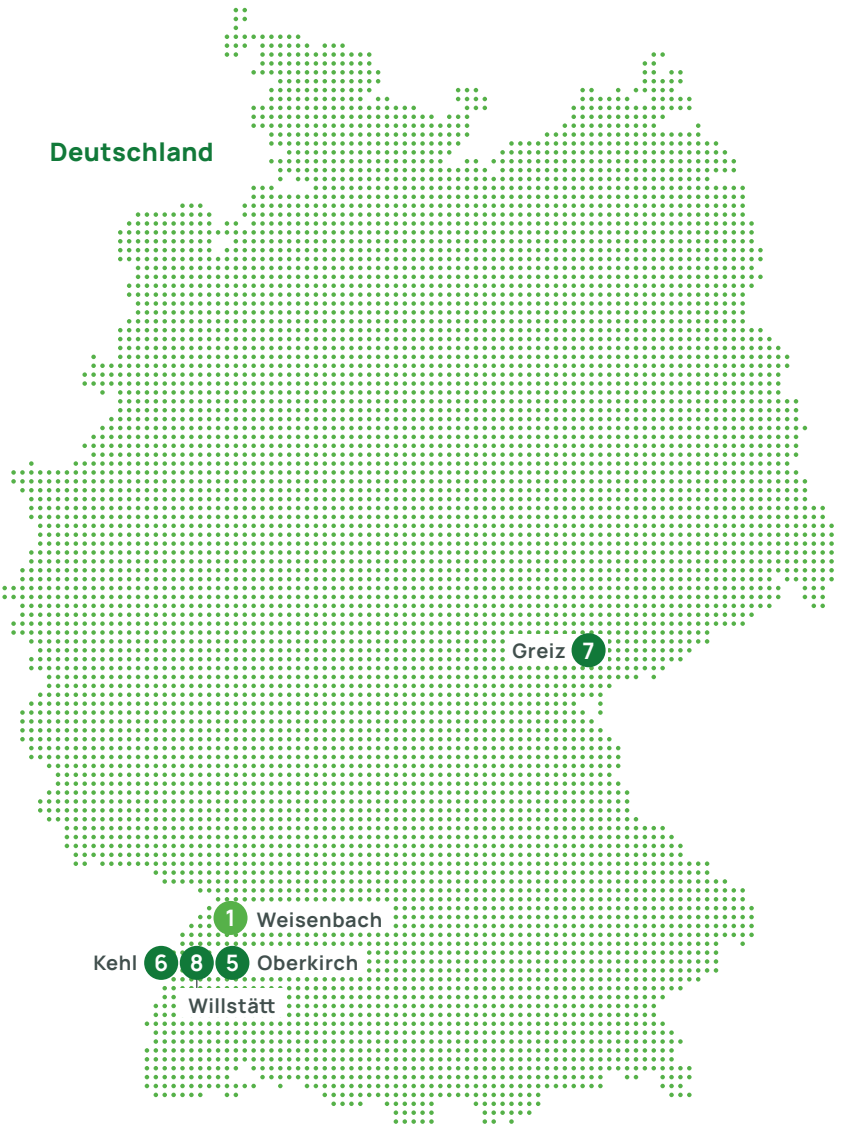 Deutschland
Greiz 7
1 Weisenbach
Kehl 6 8 5 Oberkirch
Willstätt